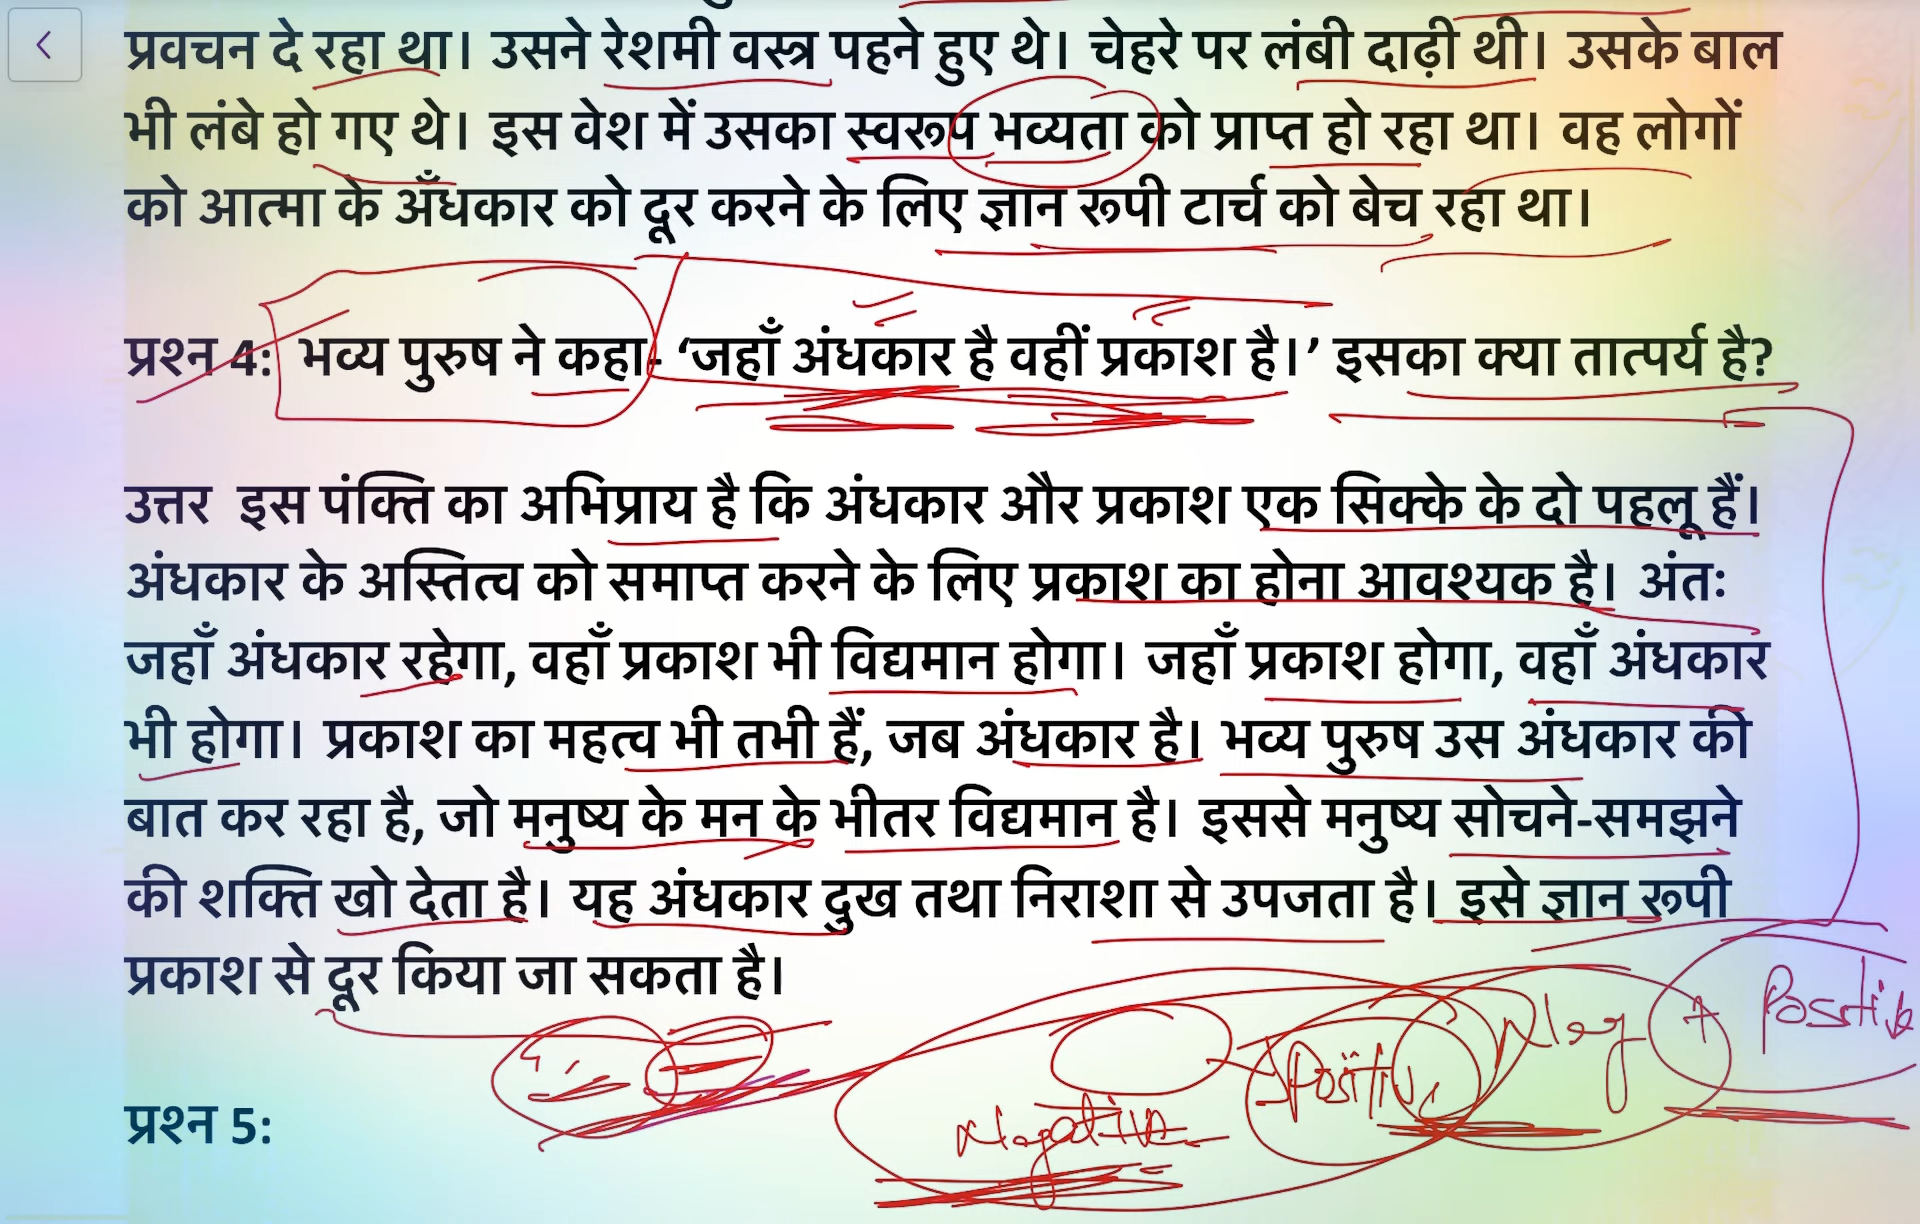 प्रवचन दे रहा था। उसने रेशमी वस्त्र पहने हुए थे। चेहरे पर लंबी दाढ़ी थी। उसके बाल
भी लंबे हो गए थे। इस वेश में उसका स्वरूप भव्यता को प्राप्त हो रहा था। वह लोगों
को आत्मा के अँधकार को दूर करने के लिए ज्ञान रूपी टार्च को बेच रहा था।
प्रश्न 4: भव्य पुरुष ने कहा- ‘जहाँ अंधकार है वहीं प्रकाश है।’ इसका क्या तात्पर्य है?
उत्तर इस पंक्ति का अभिप्राय है कि अंधकार और प्रकाश एक सिक्के के दो पहलू हैं।
अंधकार के अस्तित्व को समाप्त करने के लिए प्रकाश का होना आवश्यक है। अंतः
जहाँ अंधकार रहेगा, वहाँ प्रकाश भी विद्यमान होगा। जहाँ प्रकाश होगा, वहाँ अंधकार
भी होगा। प्रकाश का महत्व भी तभी हैं, जब अंधकार है। भव्य पुरुष उस अंधकार की
बात कर रहा है, जो मनुष्य के मन के भीतर विद्यमान है। इससे मनुष्य सोचने-समझने
की शक्ति खो देता है। यह अंधकार दुख तथा निराशा से उपजता है। इसे ज्ञान रूपी
प्रकाश से दूर किया जा सकता है।
Neg + Positive
Positive
Negative
प्रश्न 5: